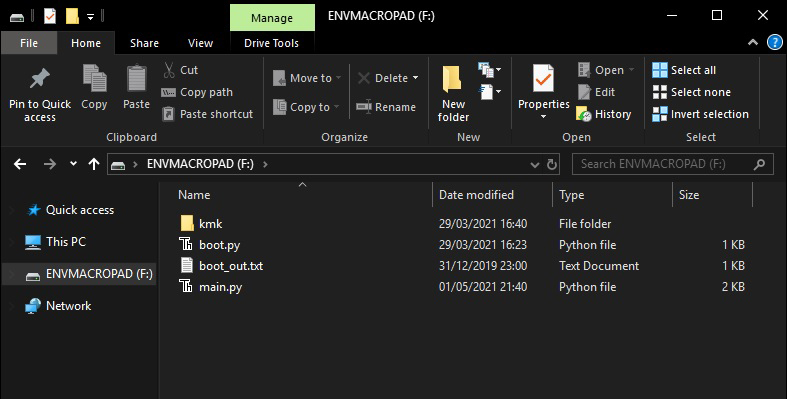 Manage ENVMACROPAD (F:)
File Home Share View Drive Tools
Pin to Quick access
Copy
Paste
Cut
Copy path
Paste shortcut
Clipboard
Move to
Copy to
Delete
Rename
Organize
New folder
New
Properties
Open
Edit
History
Open
Select all
Select none
Invert selection
Select
ENVMACROPAD (F:) Search ENVMACROPAD (F:)
Quick access
This PC
ENVMACROPAD (F:)
Network
Name Date modified Type Size
kmk 29/03/2021 16:40 File folder
boot.py 29/03/2021 16:23 Python file 1 KB
boot_out.txt 31/12/2019 23:00 Text Document 1 KB
main.py 01/05/2021 21:40 Python file 2 KB